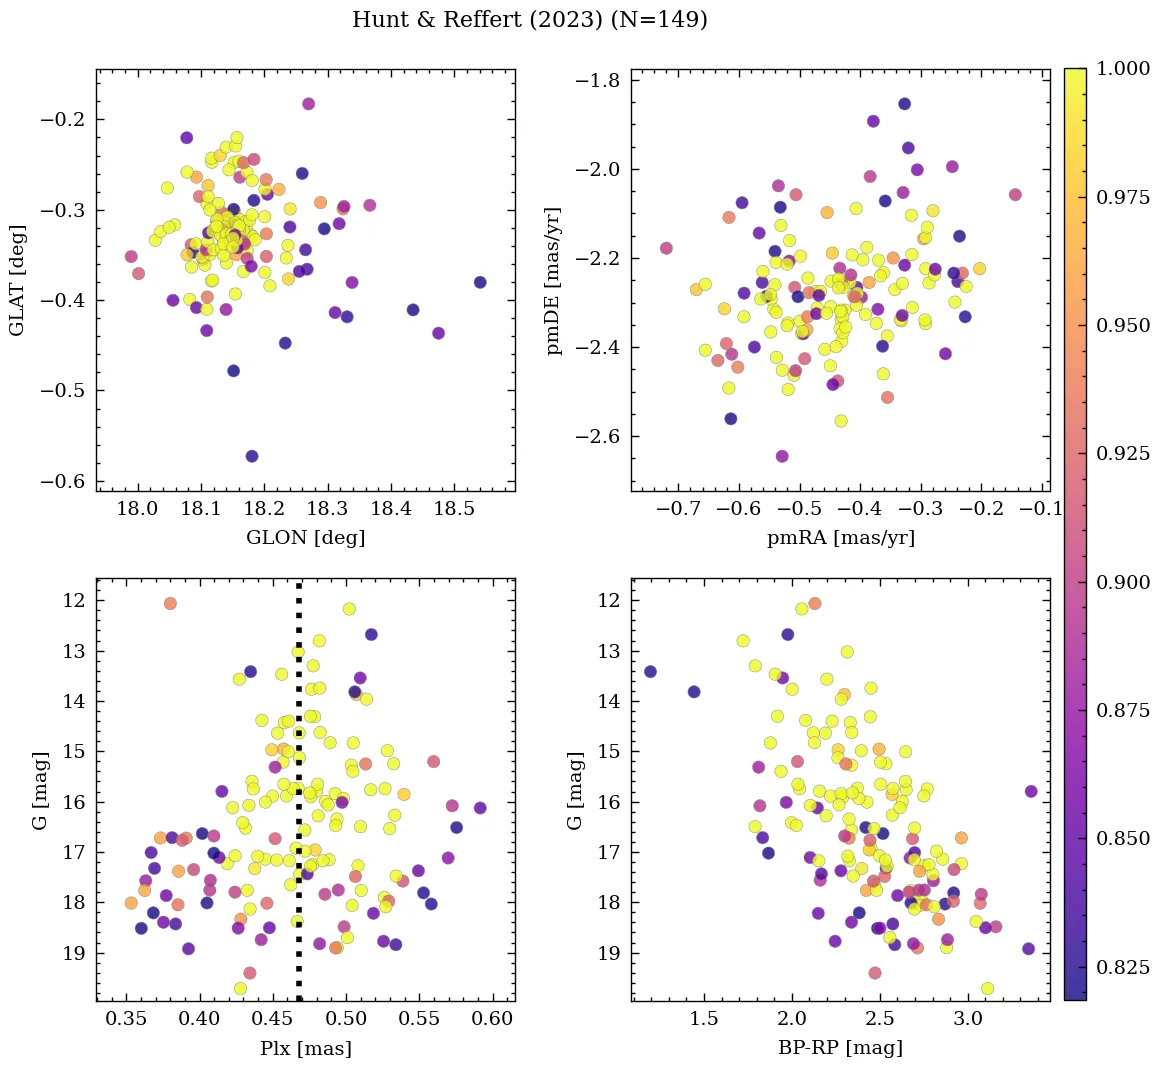 Hunt & Reffert (2023) (N=149)
−0.2
−0.3
−0.4
−0.5
−0.6
GLAT [deg]
18.0 18.1 18.2 18.3 18.4 18.5
GLON [deg]
−1.8
−2.0
−2.2
−2.4
−2.6
pmDE [mas/yr]
−0.7 −0.6 −0.5 −0.4 −0.3 −0.2 −0.1
pmRA [mas/yr]
1.000
0.975
0.950
0.925
0.900
0.875
0.850
0.825
12
13
14
15
16
17
18
19
G [mag]
0.35 0.40 0.45 0.50 0.55 0.60
Plx [mas]
12
13
14
15
16
17
18
19
G [mag]
1.5 2.0 2.5 3.0
BP-RP [mag]